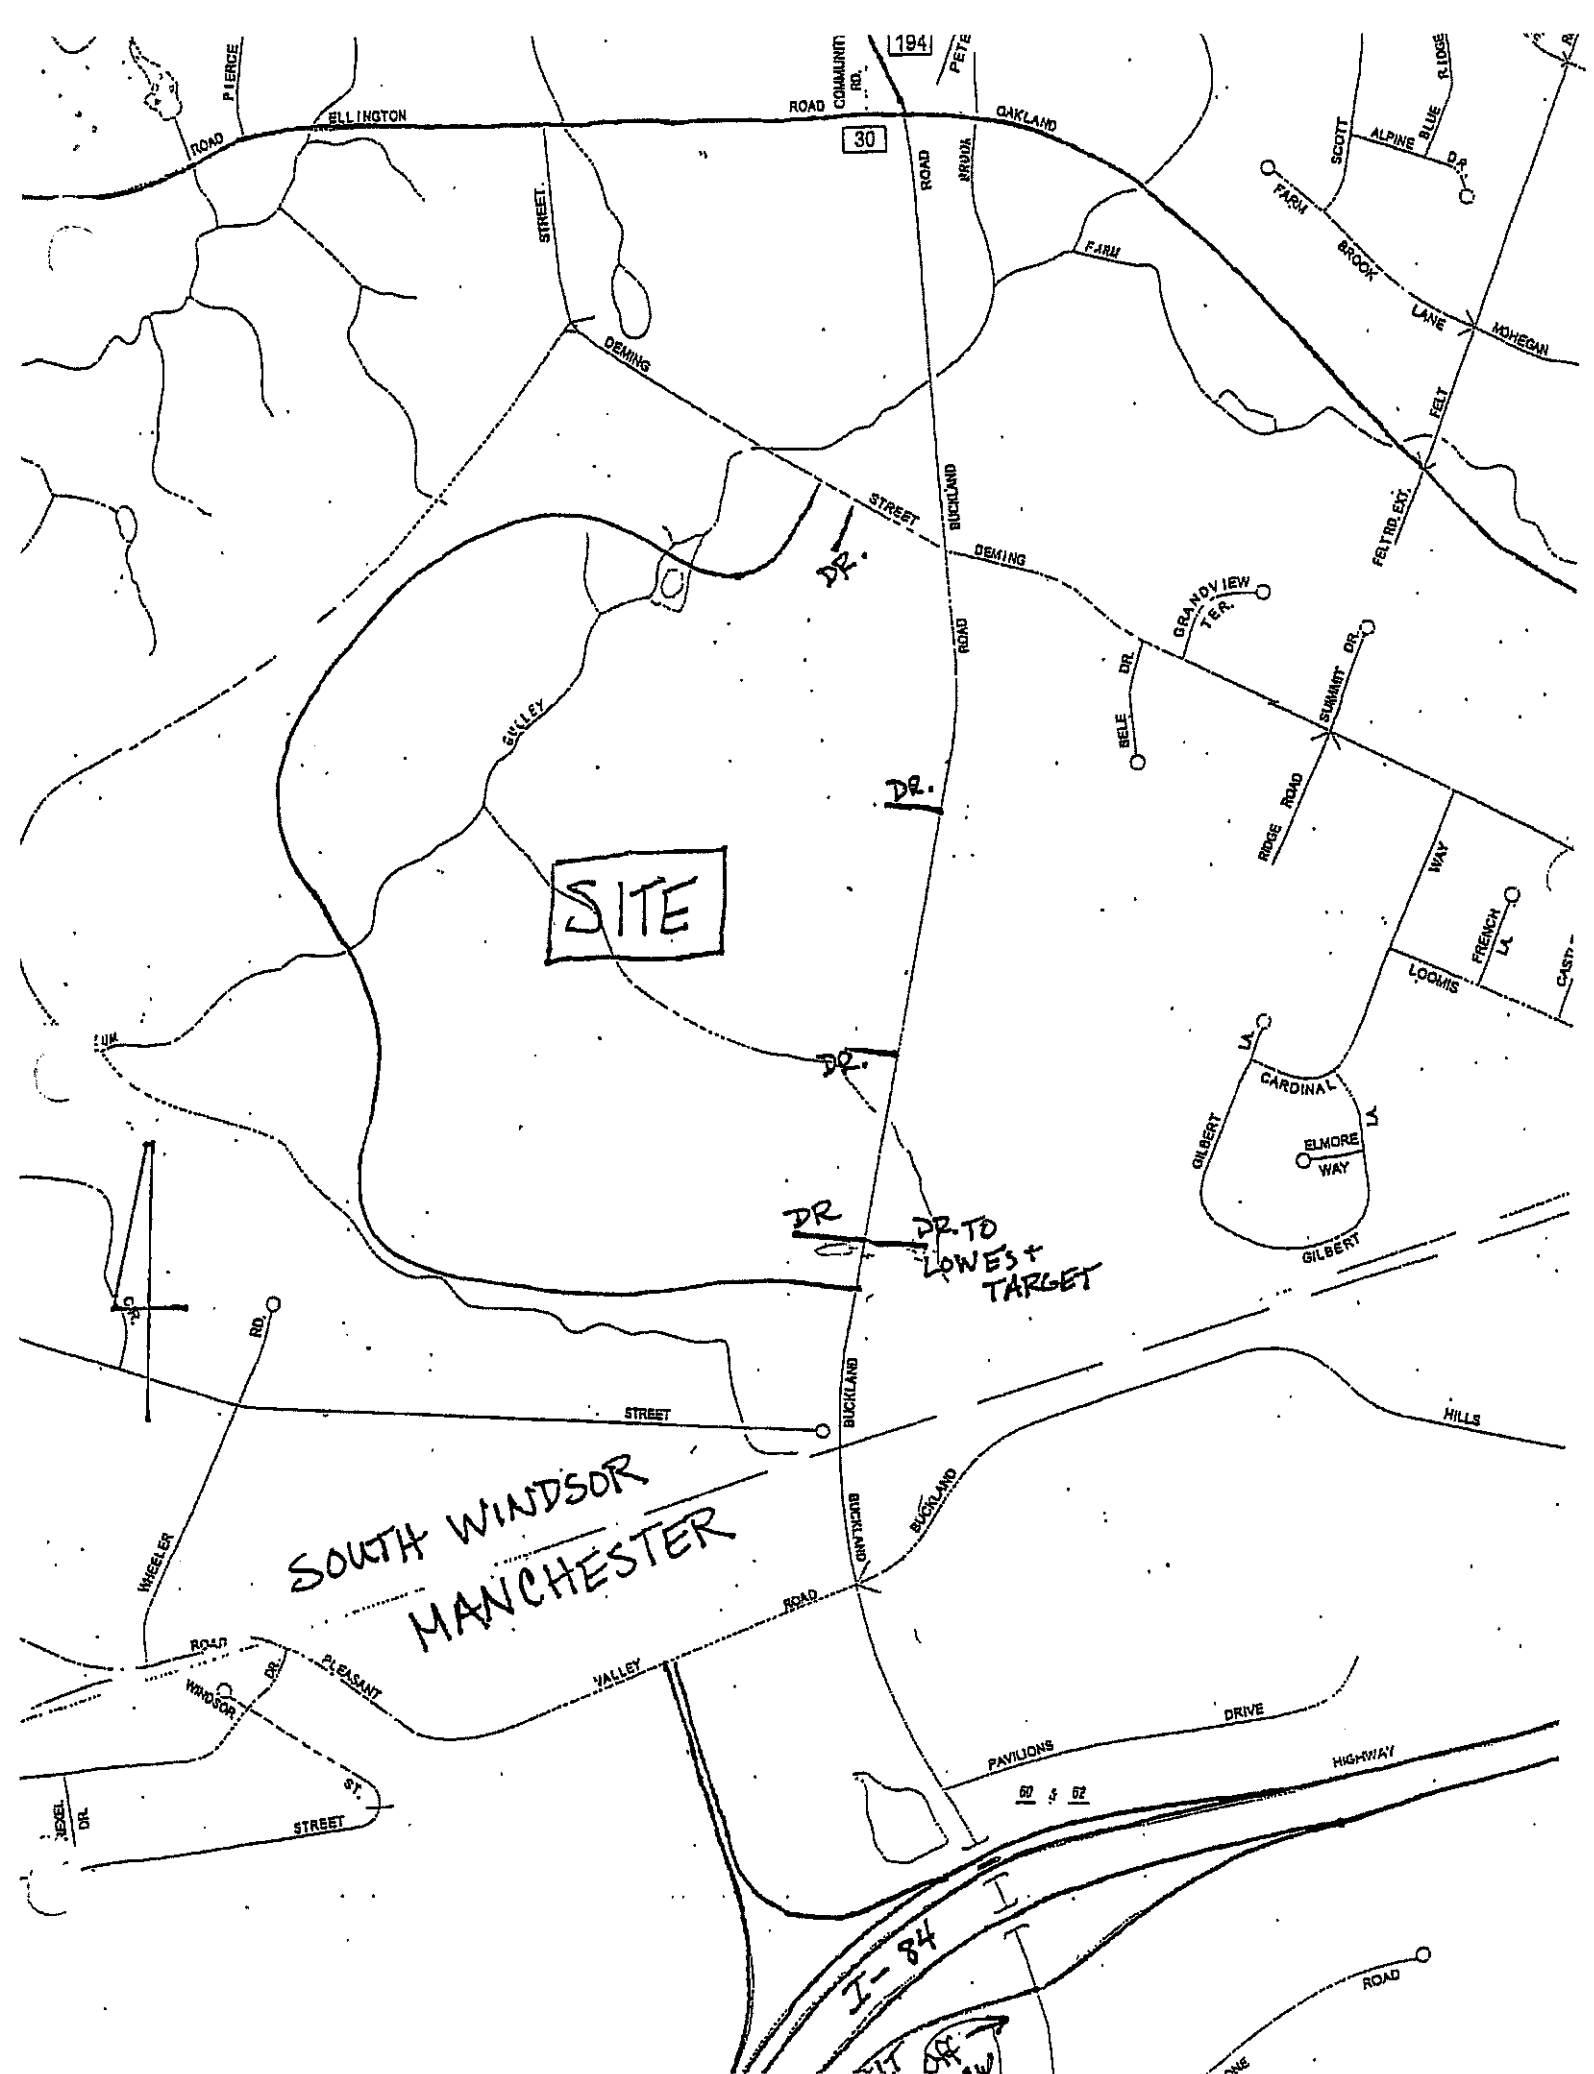 194
PIERCE
COMMUNIT
RD.
PETE
ROAD
ELLINGTON
ROAD
30
OAKLAND
STREET
ROAD
BROOK
FARM
SCOTT
ALPINE
BLUE
RIDGE
DR.
FARM
BROOK
LANE
MOHEGAN
FELT
FELT RD. EXT.
DEMING
STREET
BUCKLAND
ROAD
DR.
DEMING
GRANDVIEW
TER.
DR.
BELE
SUMMIT
DR.
RIDGE ROAD
GULLEY
DR.
SITE
DR.
WAY
FRENCH
LA.
LOOMIS
LA.
CARDINAL
LA.
GILBERT
ELMORE
WAY
GILBERT
DR
DR. TO
LOWES +
TARGET
CR.
RD.
STREET
BUCKLAND
HILLS
BUCKLAND
BUCKLAND
SOUTH WINDSOR
MANCHESTER
WHEELER
ROAD
ROAD
DR.
PLEASANT
VALLEY
WINDSOR
ST.
STREET
DR.
PAVILIONS
DRIVE
HIGHWAY
60 & 62
I-84
ROAD